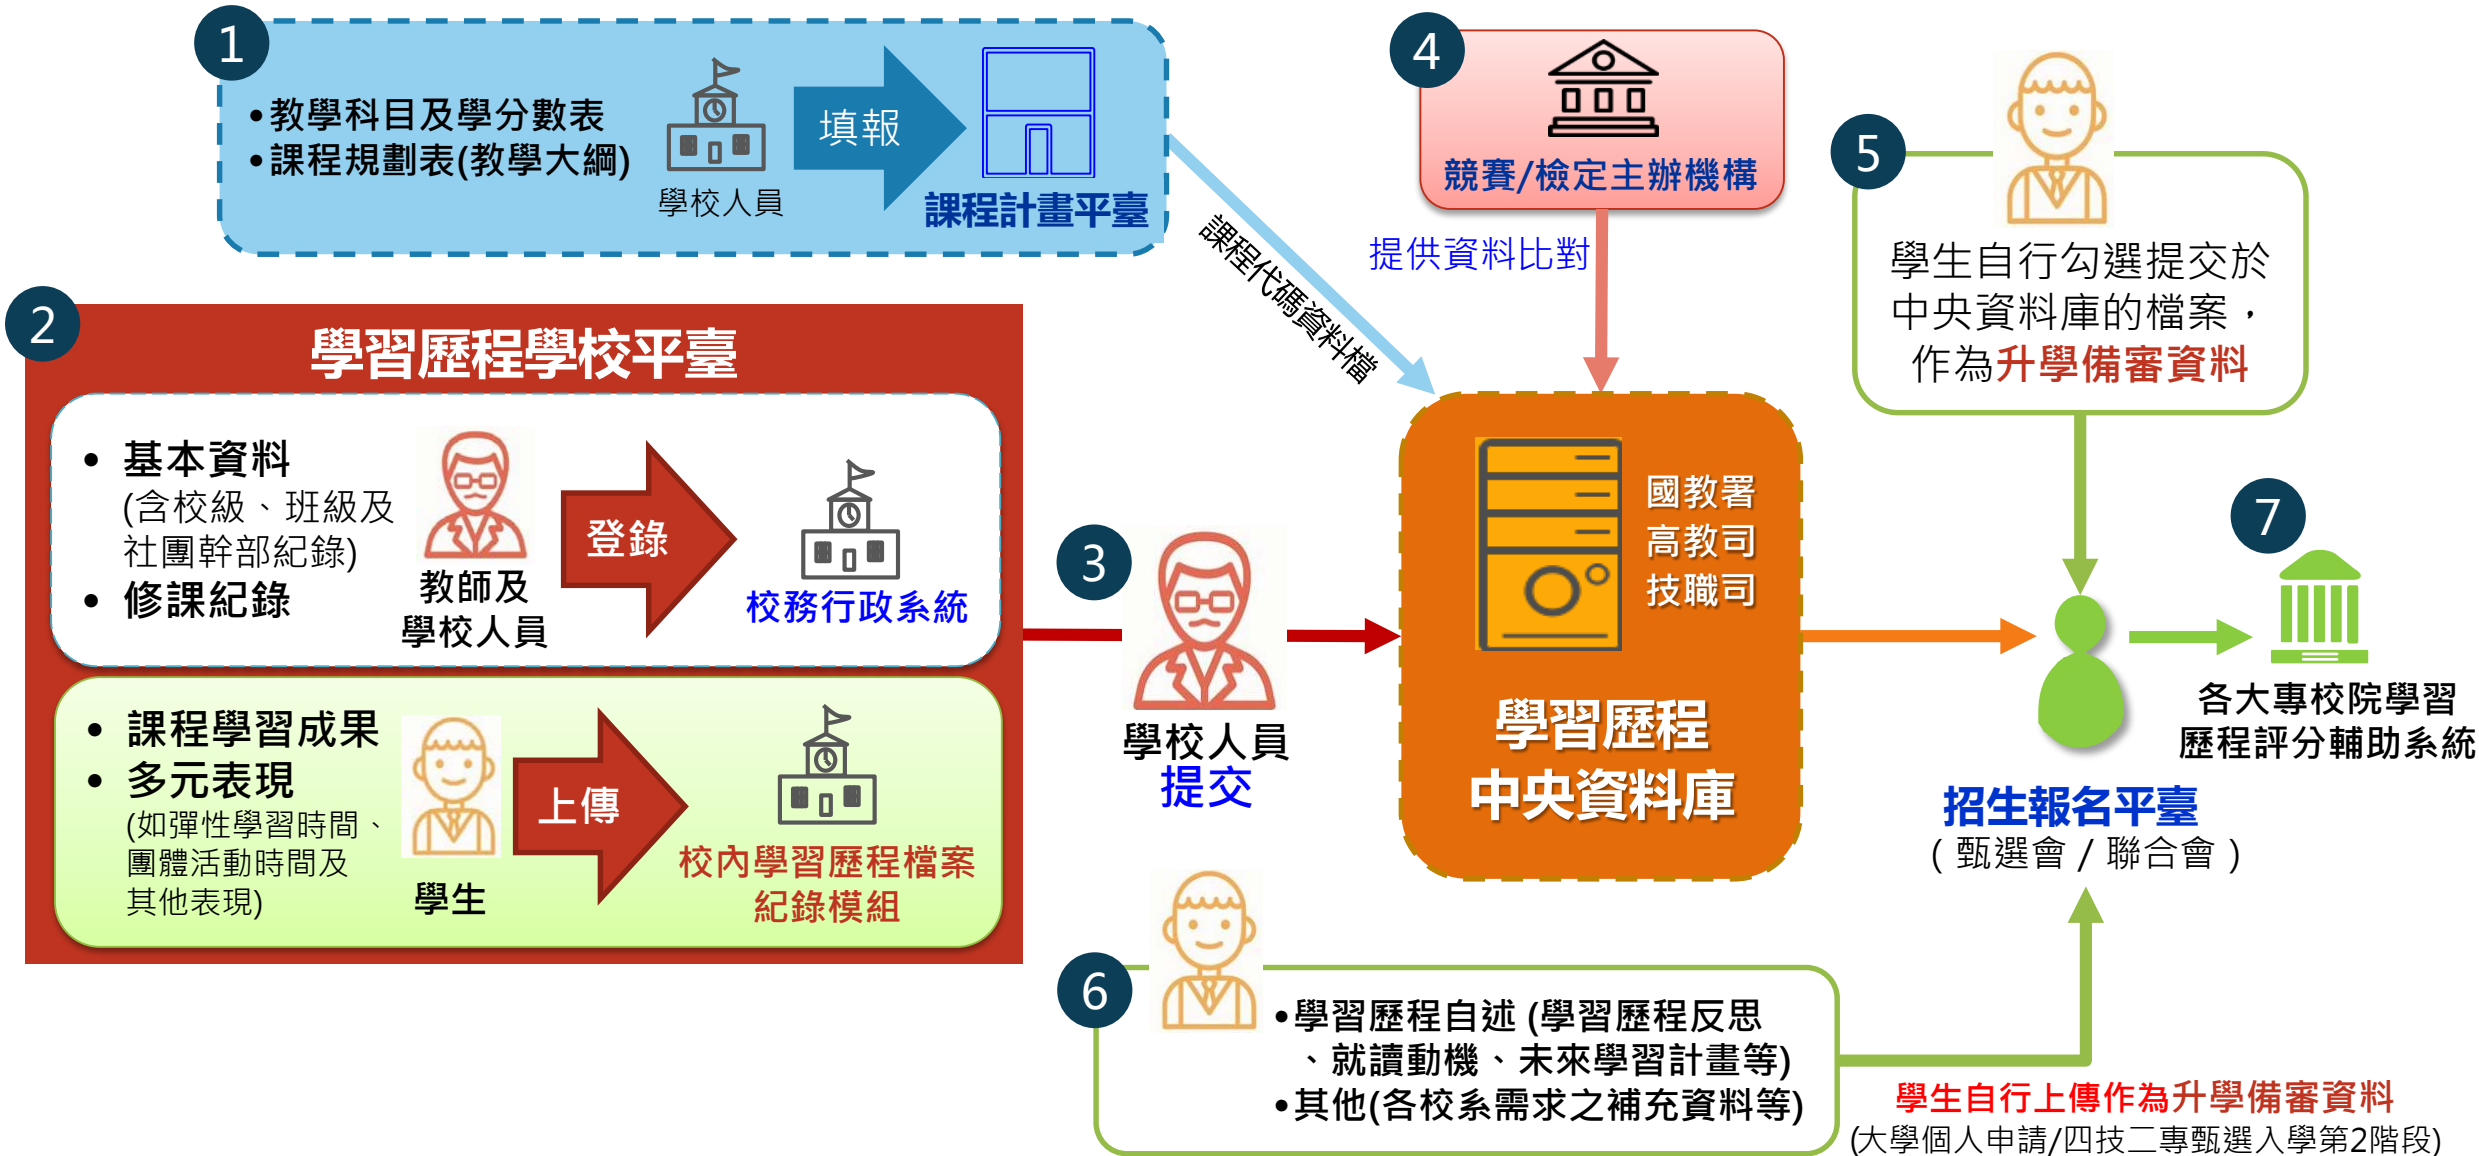 1
•教學科目及學分數表
•課程規劃表(教學大綱)
學校人員
填報
課程計畫平臺
課程代碼資料檔
2
學習歷程學校平臺
• 基本資料
(含校級、班級及
社團幹部紀錄)
• 修課紀錄
教師及
學校人員
登錄
校務行政系統
• 課程學習成果
• 多元表現
(如彈性學習時間、
團體活動時間及
其他表現)
學生
上傳
校內學習歷程檔案
紀錄模組
3
學校人員
提交
4
競賽/檢定主辦機構
提供資料比對
國教署
高教司
技職司
學習歷程
中央資料庫
5
學生自行勾選提交於
中央資料庫的檔案，
作為升學備審資料
招生報名平臺
( 甄選會 / 聯合會 )
6
•學習歷程自述 (學習歷程反思
、就讀動機、未來學習計畫等)
•其他(各校系需求之補充資料等)
學生自行上傳作為升學備審資料
(大學個人申請/四技二專甄選入學第2階段)
7
各大專校院學習
歷程評分輔助系統